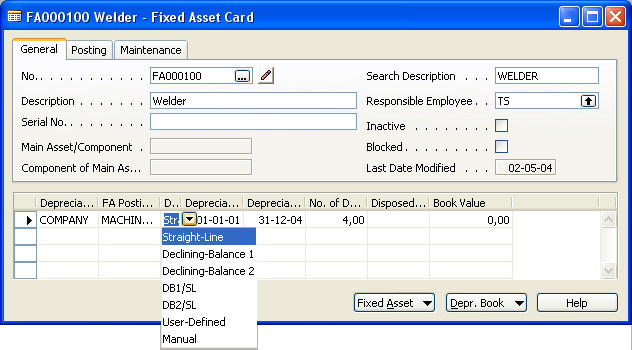 FA000100 Welder - Fixed Asset Card
General Posting Maintenance
No. . . . . . . . . . . . FA000100 ... Search Description . . WELDER
Description . . . . . . . . Welder Responsible Employee . . TS
Serial No. . . . . . . . . Inactive . . . . . . . .
Main Asset/Component . Blocked . . . . . . . . .
Component of Main As... Last Date Modified . . 02-05-04
Deprecia... FA Posti... D... Deprecia... Deprecia... No. of D... Disposed... Book Value
COMPANY MACHIN... Stra 01-01-01 31-12-04 4,00 0,00
Straight-Line
Declining-Balance 1
Declining-Balance 2
DB1/SL
DB2/SL
User-Defined
Manual
Fixed Asset Depr. Book Help